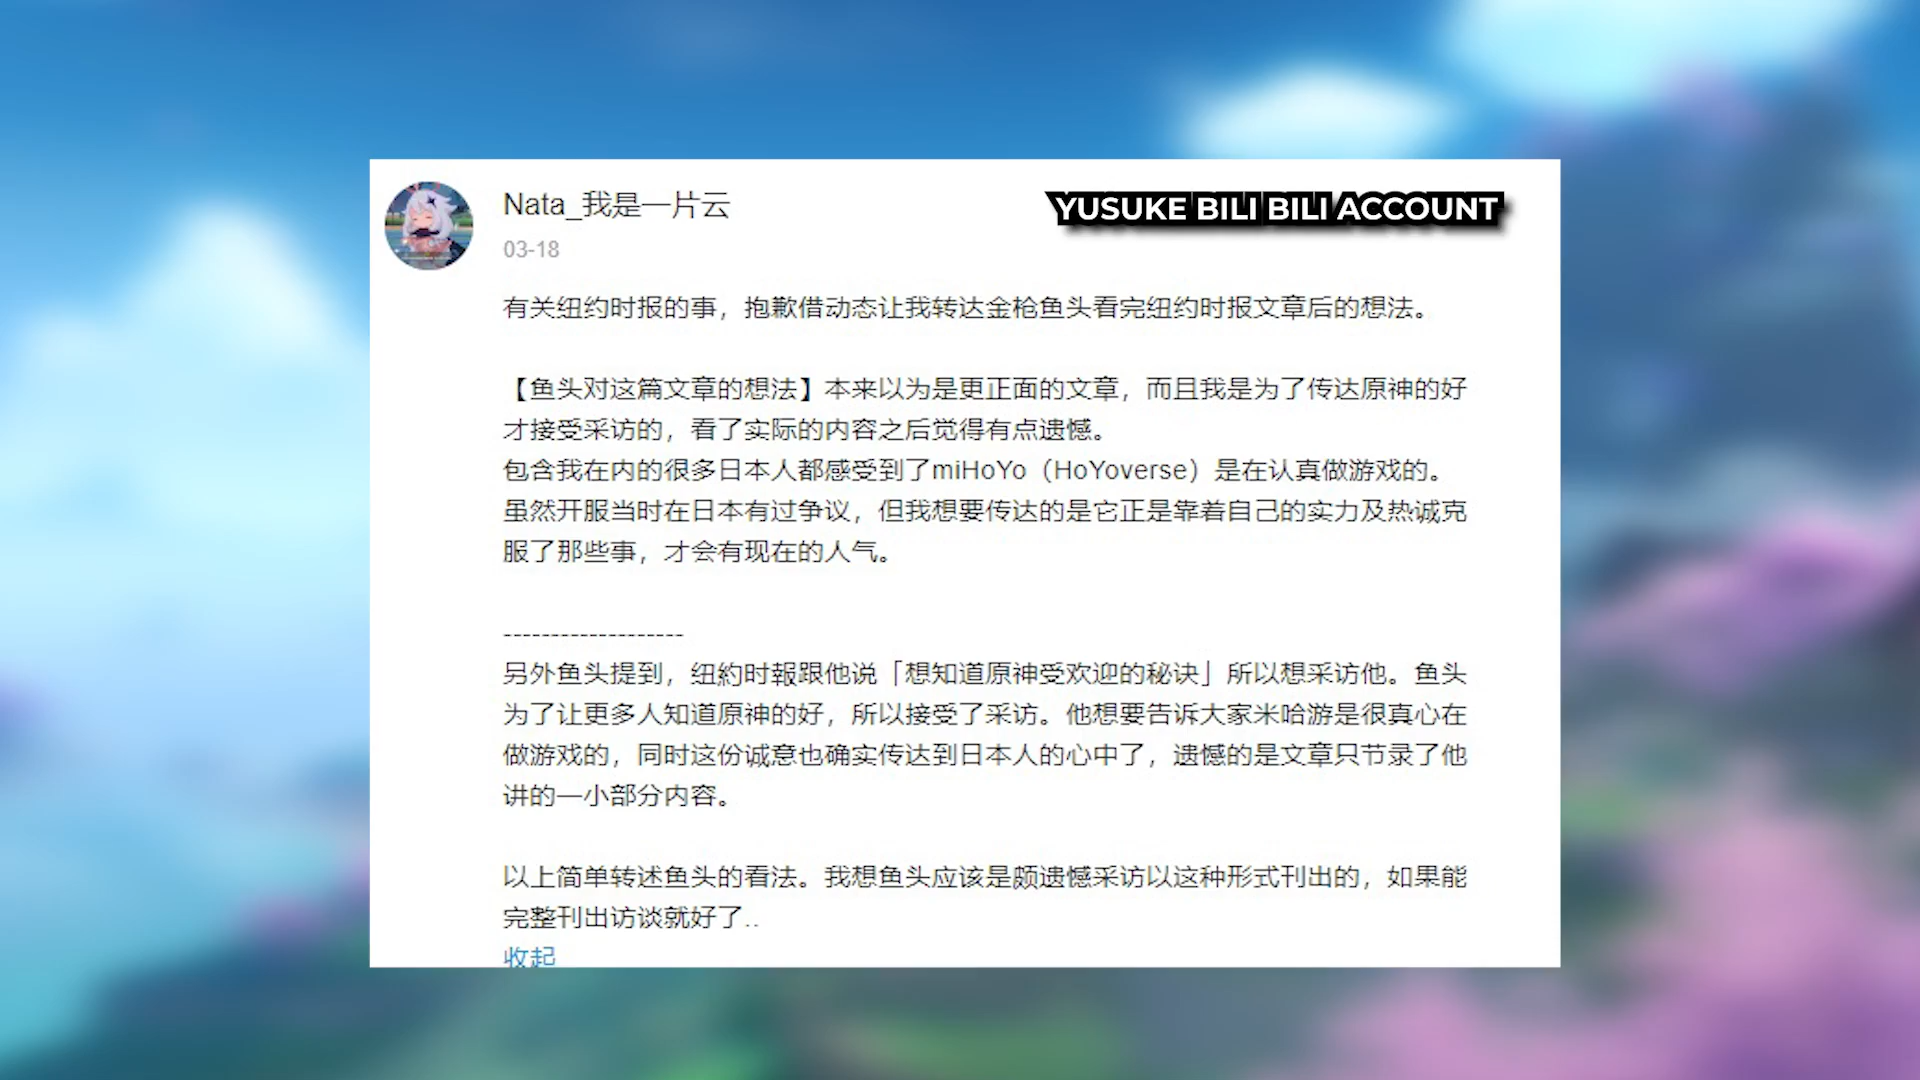 Nata_我是一片云
YUSUKE BILI BILI ACCOUNT
03-18
有关纽约时报的事，抱歉借动态让我转达金枪鱼头看完纽约时报文章后的想法。
【鱼头对这篇文章的想法】本来以为是更正面的文章，而且我是为了传达原神的好
才接受采访的，看了实际的内容之后觉得有点遗憾。
包含我在内的很多日本人都感受到了miHoYo（HoYoverse）是在认真做游戏的。
虽然开服当时在日本有过争议，但我想要传达的是它正是靠着自己的实力及热诚克
服了那些事，才会有现在的人气。
-------------------
另外鱼头提到，纽約时報跟他说「想知道原神受欢迎的秘诀」所以想采访他。鱼头
为了让更多人知道原神的好，所以接受了采访。他想要告诉大家米哈游是很真心在
做游戏的，同时这份诚意也确实传达到日本人的心中了，遗憾的是文章只节录了他
讲的一小部分内容。
以上简单转述鱼头的看法。我想鱼头应该是颇遗憾采访以这种形式刊出的，如果能
完整刊出访谈就好了..
收起